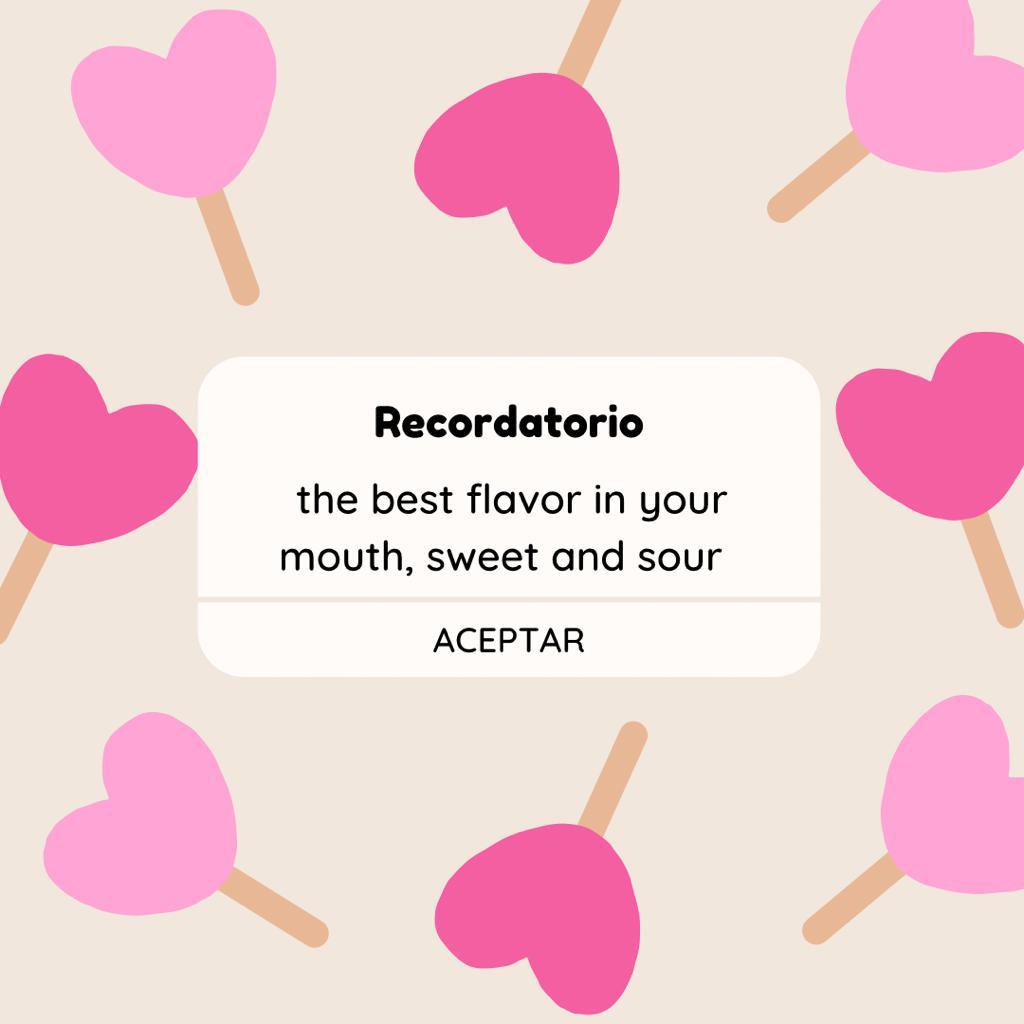 Recordatorio
the best flavor in your
mouth, sweet and sour
ACEPTAR